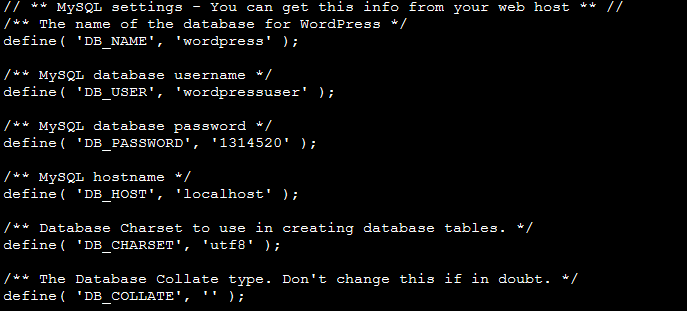 // ** MySQL settings - You can get this info from your web host ** //
/** The name of the database for WordPress */
define( 'DB_NAME', 'wordpress' );
/** MySQL database username */
define( 'DB_USER', 'wordpressuser' );
/** MySQL database password */
define( 'DB_PASSWORD', '1314520' );
/** MySQL hostname */
define( 'DB_HOST', 'localhost' );
/** Database Charset to use in creating database tables. */
define( 'DB_CHARSET', 'utf8' );
/** The Database Collate type. Don't change this if in doubt. */
define( 'DB_COLLATE', '' );